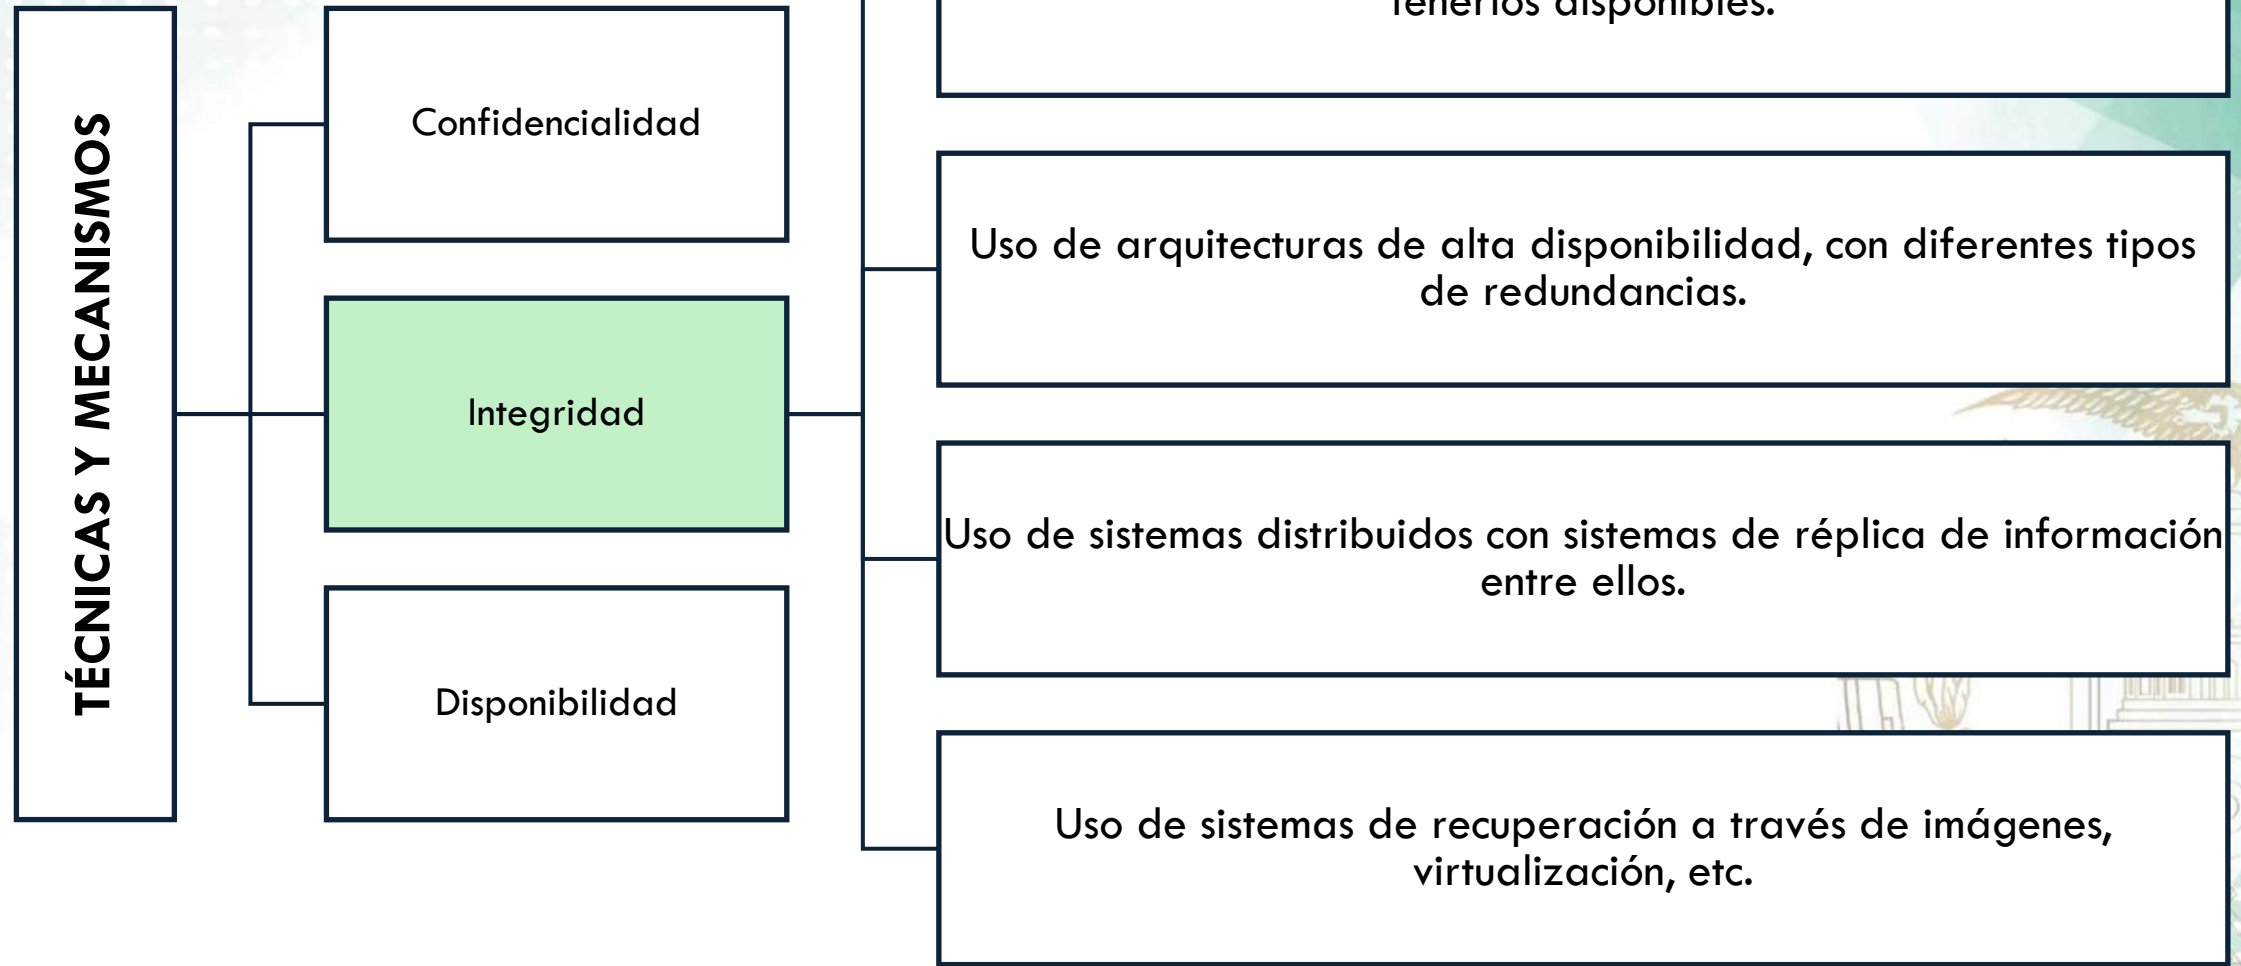 tenerlos disponibles.
TÉCNICAS Y MECANISMOS
Confidencialidad
Integridad
Disponibilidad
Uso de arquitecturas de alta disponibilidad, con diferentes tipos
de redundancias.
Uso de sistemas distribuidos con sistemas de réplica de información
entre ellos.
Uso de sistemas de recuperación a través de imágenes,
virtualización, etc.